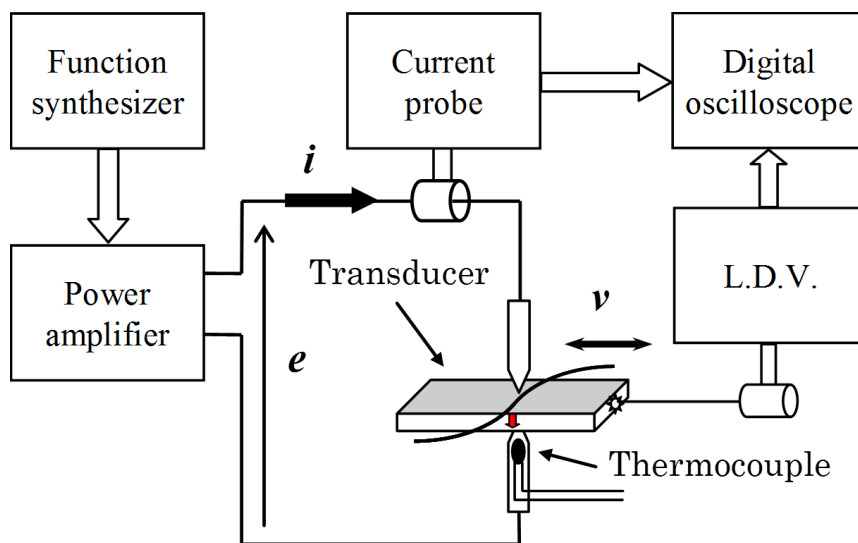 Function
synthesizer
Current
probe
Digital
oscilloscope
i
Power
amplifier
e
Transducer
v
L.D.V.
Thermocouple